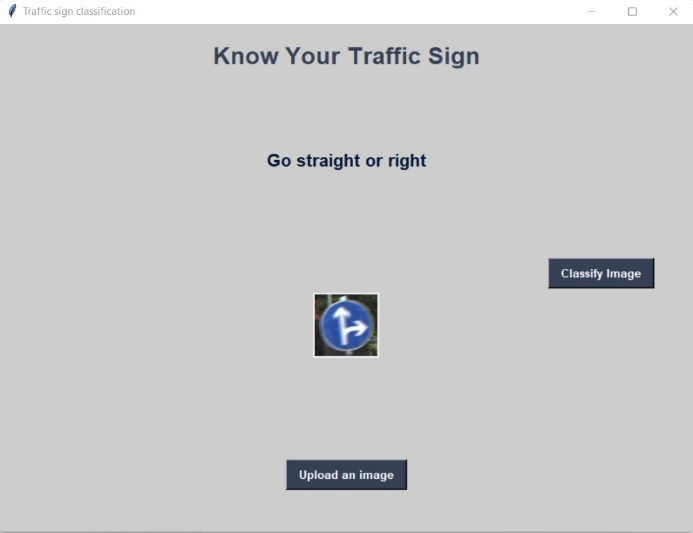 Traffic sign classification
Know Your Traffic Sign
Go straight or right
Classify Image
Upload an image